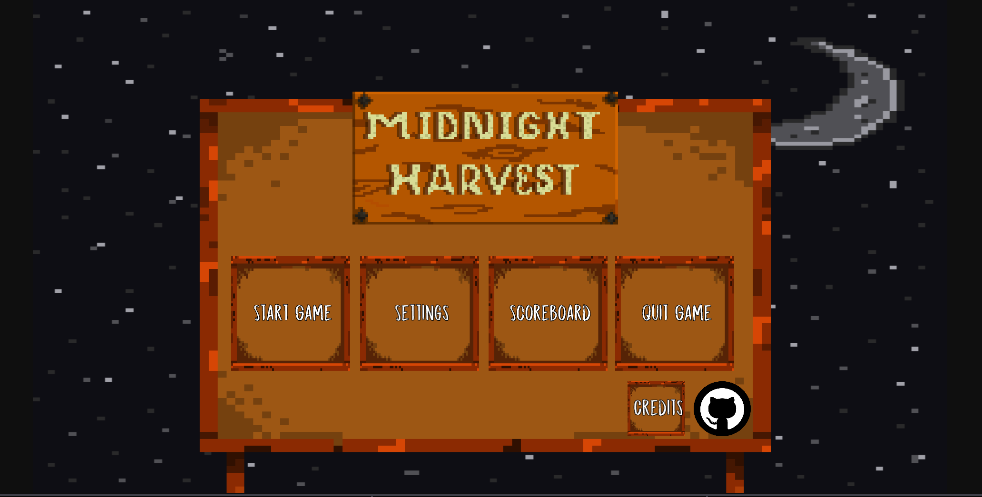 MIDNIGHT
HARVEST
START GAME
SETTINGS
SCOREBOARD
QUIT GAME
CREDITS